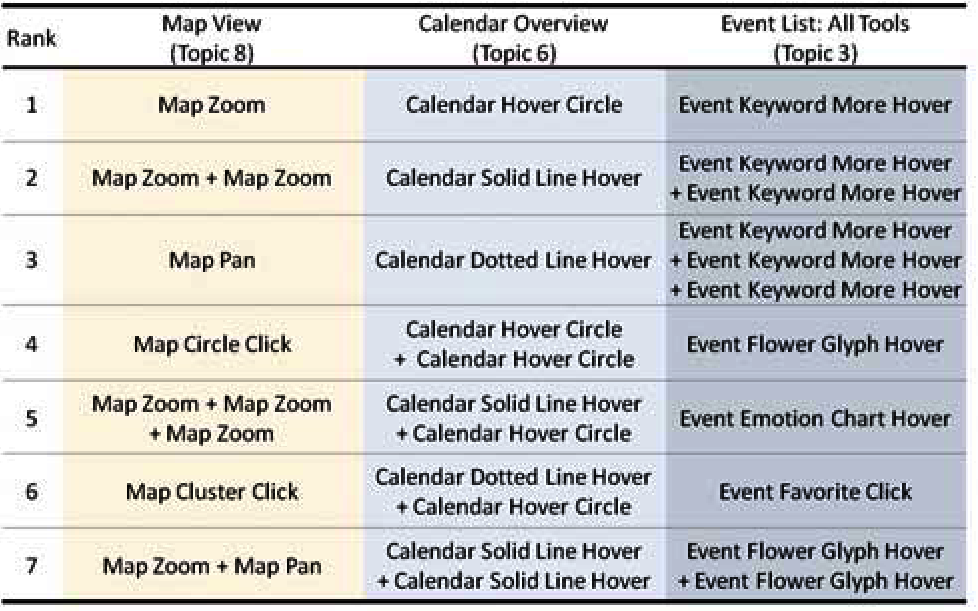 Rank
Map View
(Topic 8)
Calendar Overview
(Topic 6)
Event List: All Tools
(Topic 3)
1
Map Zoom
Calendar Hover Circle
Event Keyword More Hover
2
Map Zoom + Map Zoom
Calendar Solid Line Hover
Event Keyword More Hover
+ Event Keyword More Hover
3
Map Pan
Calendar Dotted Line Hover
Event Keyword More Hover
+ Event Keyword More Hover
+ Event Keyword More Hover
4
Map Circle Click
Calendar Hover Circle
+ Calendar Hover Circle
Event Flower Glyph Hover
5
Map Zoom + Map Zoom
+ Map Zoom
Calendar Solid Line Hover
+ Calendar Hover Circle
Event Emotion Chart Hover
6
Map Cluster Click
Calendar Dotted Line Hover
+ Calendar Hover Circle
Event Favorite Click
7
Map Zoom + Map Pan
Calendar Solid Line Hover
+ Calendar Solid Line Hover
Event Flower Glyph Hover
+ Event Flower Glyph Hover